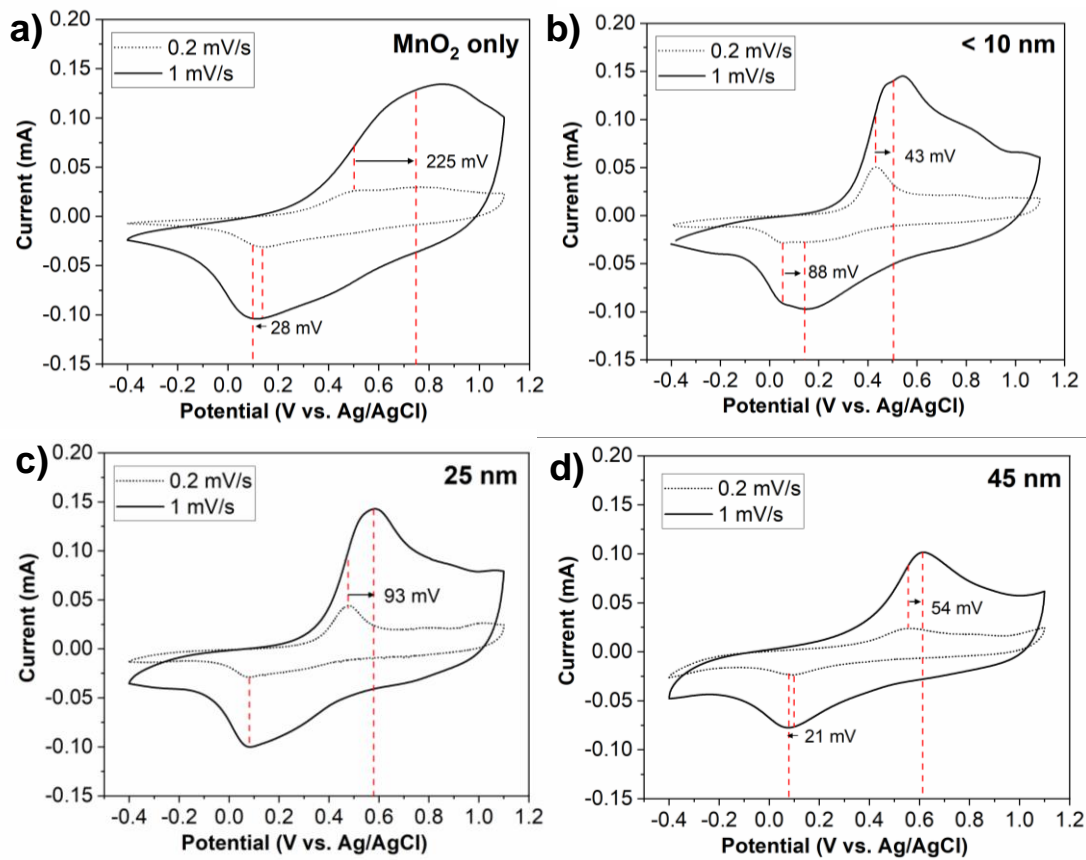 a)
MnO₂ only
0.2 mV/s
1 mV/s
225 mV
28 mV
0.20
0.15
0.10
0.05
0.00
-0.05
-0.10
-0.15
Current (mA)
-0.4 -0.2 0.0 0.2 0.4 0.6 0.8 1.0 1.2
Potential (V vs. Ag/AgCl)
b)
< 10 nm
0.2 mV/s
1 mV/s
43 mV
88 mV
0.20
0.15
0.10
0.05
0.00
-0.05
-0.10
-0.15
Current (mA)
-0.4 -0.2 0.0 0.2 0.4 0.6 0.8 1.0 1.2
Potential (V vs. Ag/AgCl)
c)
25 nm
0.2 mV/s
1 mV/s
93 mV
0.20
0.15
0.10
0.05
0.00
-0.05
-0.10
-0.15
Current (mA)
-0.4 -0.2 0.0 0.2 0.4 0.6 0.8 1.0 1.2
Potential (V vs. Ag/AgCl)
d)
45 nm
0.2 mV/s
1 mV/s
54 mV
21 mV
0.20
0.15
0.10
0.05
0.00
-0.05
-0.10
-0.15
Current (mA)
-0.4 -0.2 0.0 0.2 0.4 0.6 0.8 1.0 1.2
Potential (V vs. Ag/AgCl)